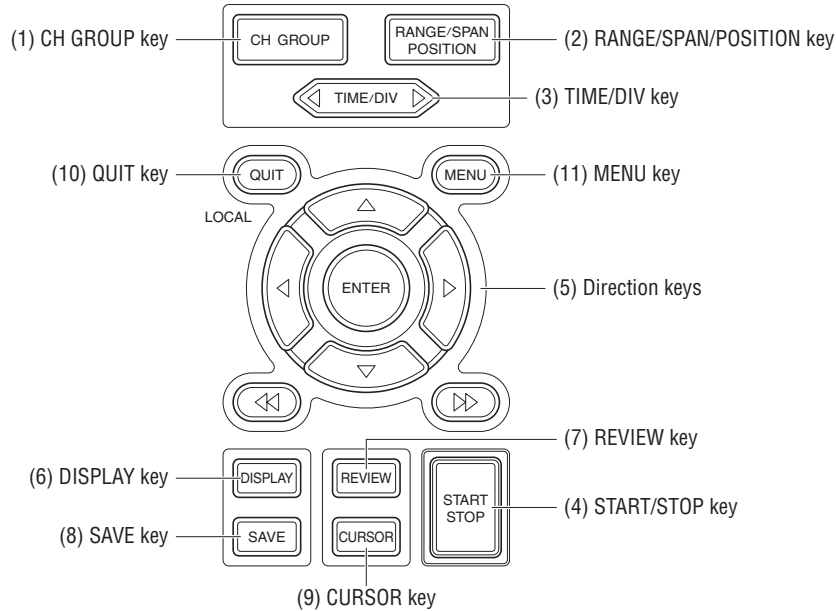 (1) CH GROUP key
CH GROUP
RANGE/SPAN
POSITION
(2) RANGE/SPAN/POSITION key
TIME/DIV
(3) TIME/DIV key
(10) QUIT key
QUIT
MENU
(11) MENU key
LOCAL
ENTER
(5) Direction keys
(7) REVIEW key
(6) DISPLAY key
DISPLAY
REVIEW
START
STOP
(4) START/STOP key
(8) SAVE key
SAVE
CURSOR
(9) CURSOR key